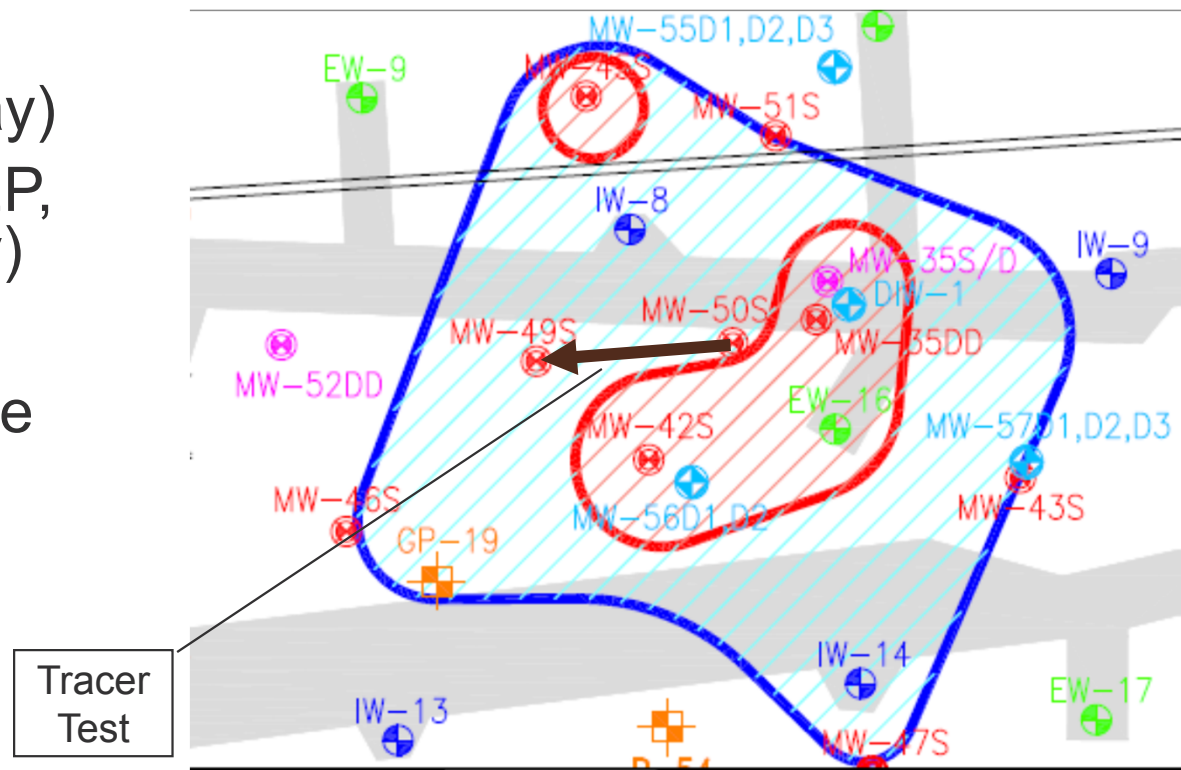 ay)
P,
)
e
MW-55D1,D2,D3
EW-9
MW-45S
MW-51S
IW-8
IW-9
MW-35S/D
DIW-1
MW-50S
MW-49S
MW-35DD
MW-52DD
EW-16
MW-42S
MW-57D1,D2,D3
MW-46S
MW-56D1,D2
MW-43S
GP-19
Tracer
Test
IW-14
EW-17
IW-13
MW-47S